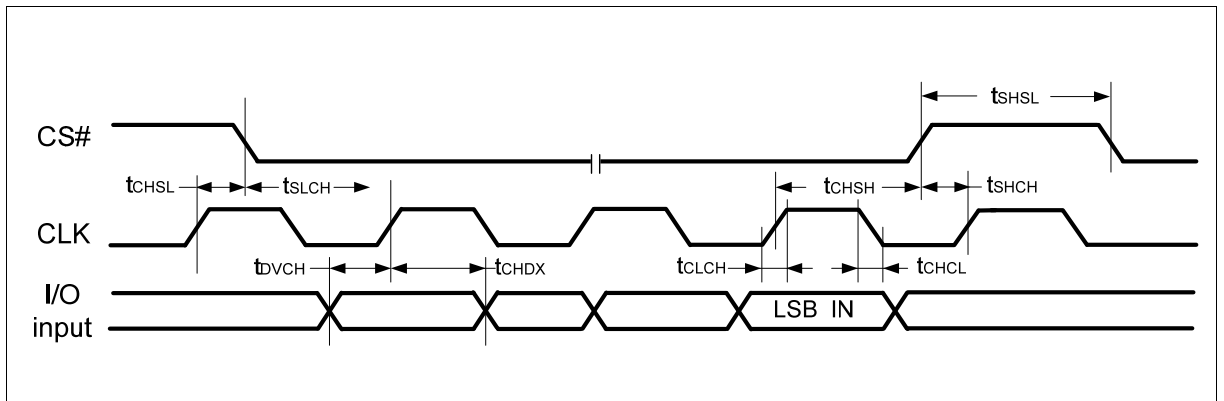 tSHSL
CS#
tCHSL
tSLCH
tCHSH
tSHCH
CLK
tDVCH
tCHDX
tCLCH
tCHCL
I/O
input
LSB IN